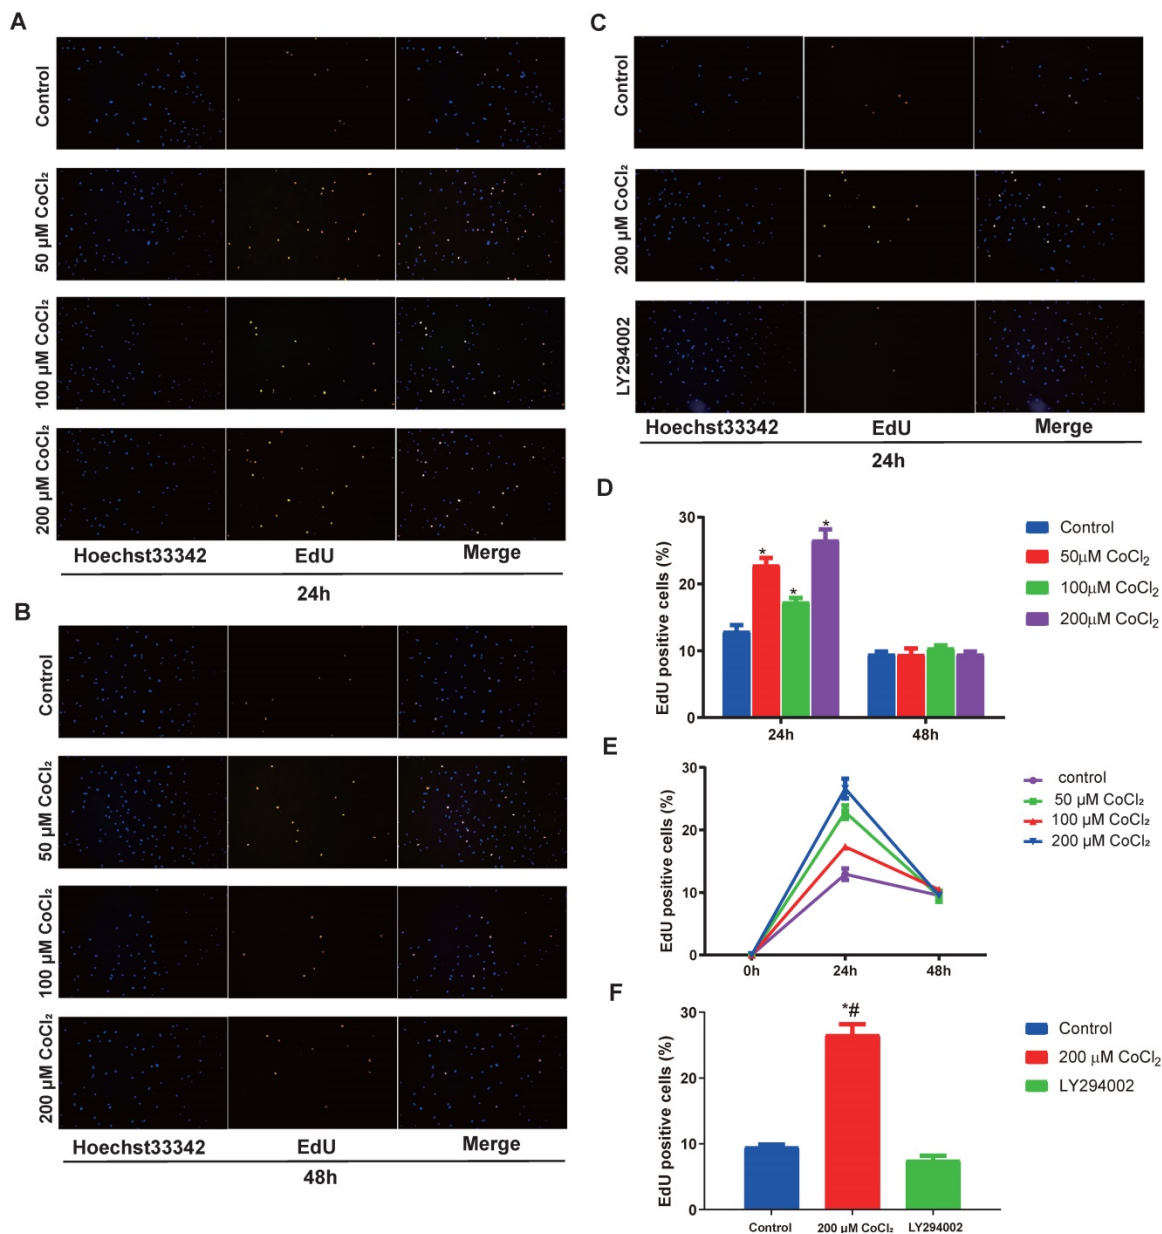 A
Control
50 µM CoCl₂
100 µM CoCl₂
200 µM CoCl₂
Hoechst33342 EdU Merge
24h
B
Control
50 µM CoCl₂
100 µM CoCl₂
200 µM CoCl₂
Hoechst33342 EdU Merge
48h
C
Control
200 µM CoCl₂
LY294002
Hoechst33342 EdU Merge
24h
D
EdU positive cells (%)
30
20
10
0
* * *
24h 48h
Control
50µM CoCl₂
100µM CoCl₂
200µM CoCl₂
E
EdU positive cells (%)
30
20
10
0
0h 24h 48h
control
50 µM CoCl₂
100 µM CoCl₂
200 µM CoCl₂
F
EdU positive cells (%)
30
20
10
0
*#
Control 200 µM CoCl₂ LY294002
Control
200 µM CoCl₂
LY294002